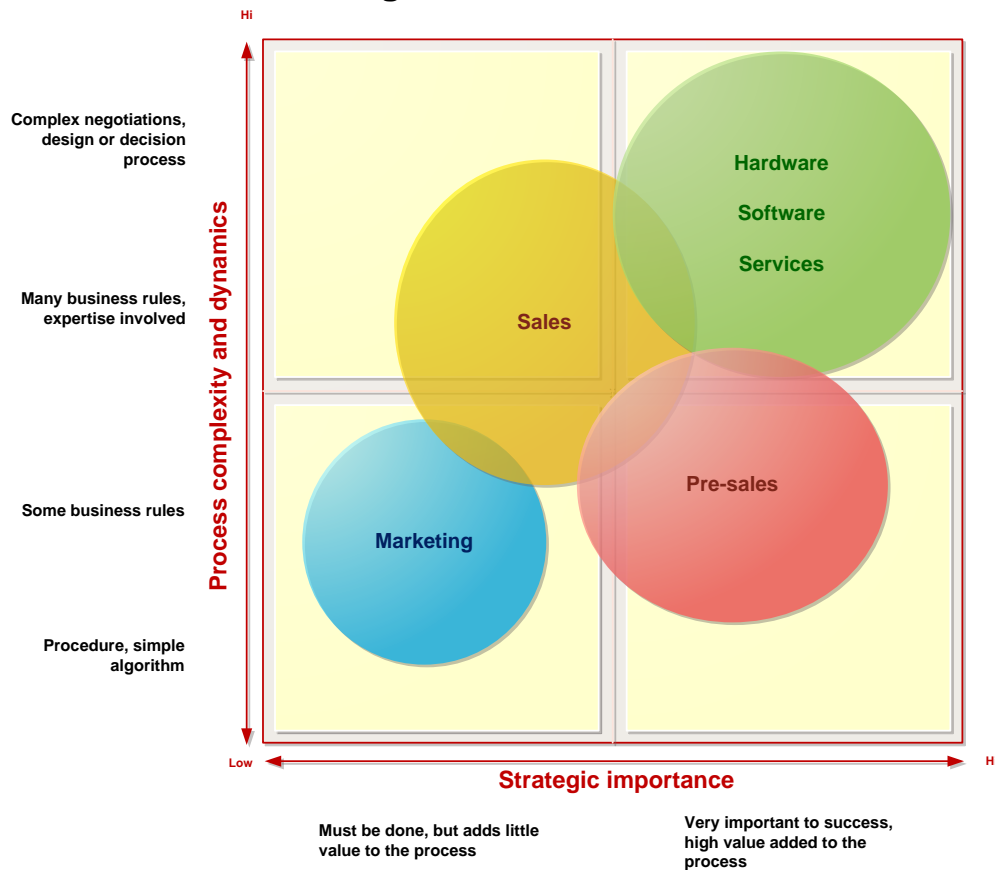 Hi
Complex negotiations,
design or decision
process
Many business rules,
expertise involved
Some business rules
Procedure, simple
algorithm
Process complexity and dynamics
Hardware
Software
Services
Sales
Pre-sales
Marketing
Low
H
Strategic importance
Must be done, but adds little
value to the process
Very important to success,
high value added to the
process